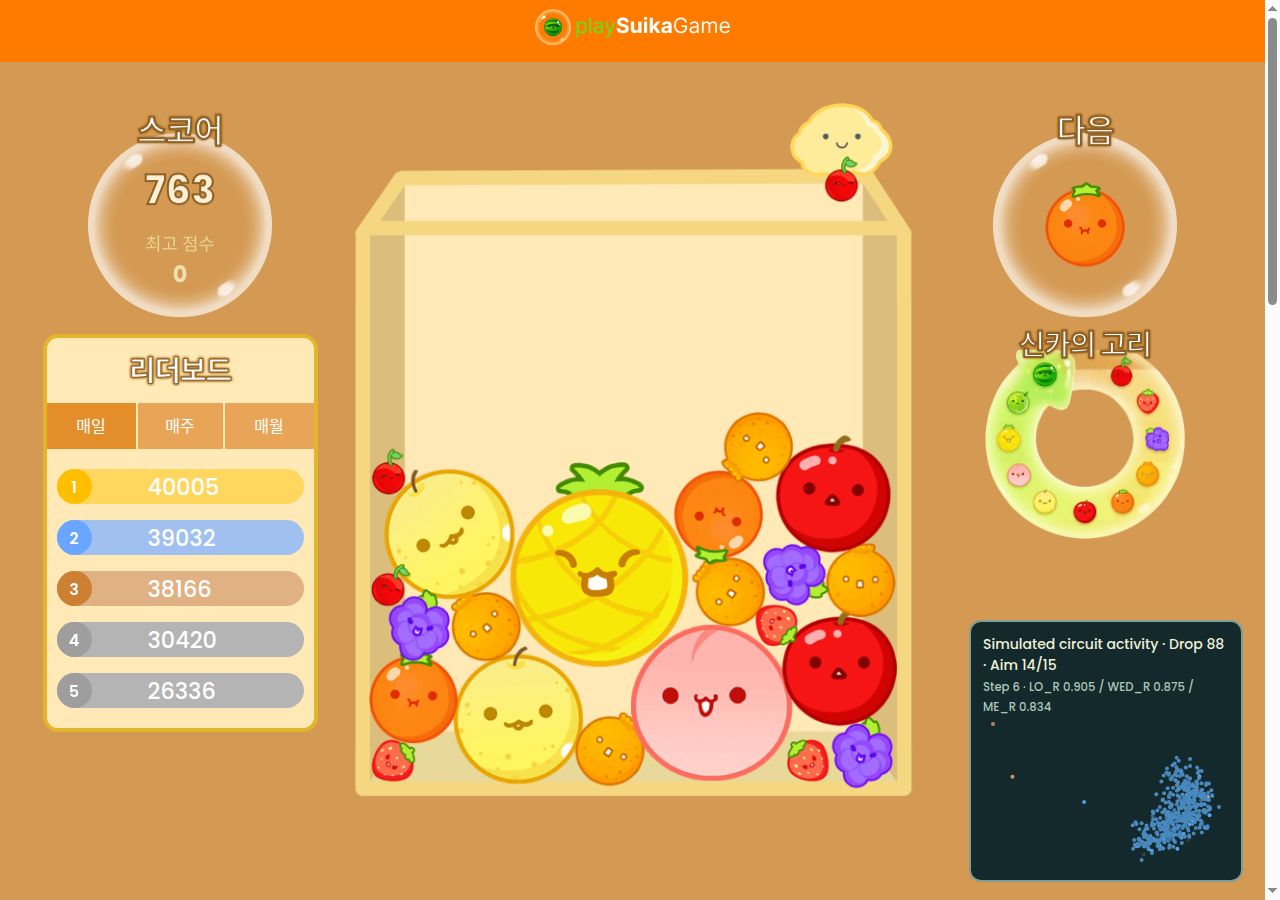 playSuikaGame
스코어
763
최고 점수
0
리더보드
매일 매주 매월
1 40005
2 39032
3 38166
4 30420
5 26336
다음
신카의 고리
Simulated circuit activity · Drop 88
· Aim 14/15
Step 6 · LO_R 0.905 / WED_R 0.875 /
ME_R 0.834